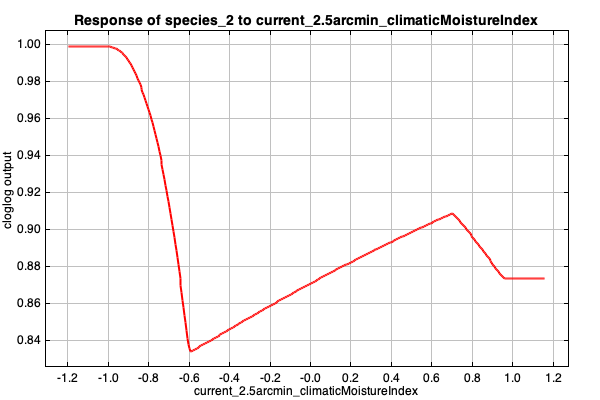 Response of species_2 to current_2.5arcmin_climaticMoistureIndex
1.00
0.98
0.96
0.94
0.92
0.90
0.88
0.86
0.84
cloglog output
-1.2 -1.0 -0.8 -0.6 -0.4 -0.2 -0.0 0.2 0.4 0.6 0.8 1.0 1.2
current_2.5arcmin_climaticMoistureIndex